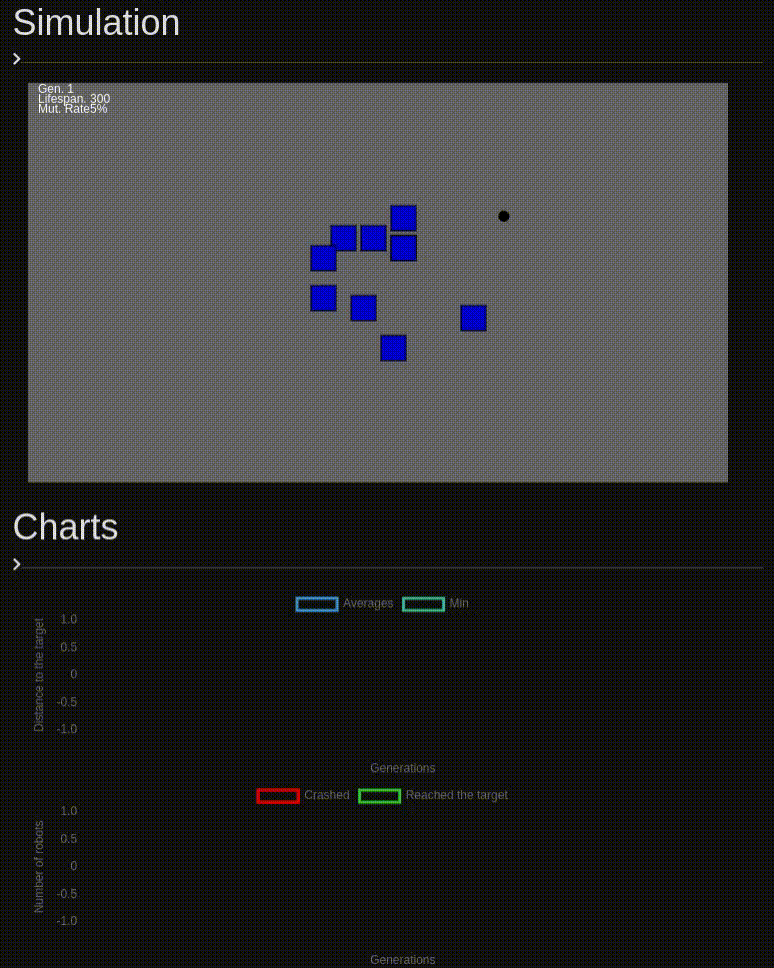 Simulation
Gen. 1
Lifespan. 300
Mut. Rate5%
Charts
Averages Min
Distance to the target
1.0
0.5
0
-0.5
-1.0
Generations
Crashed Reached the target
Number of robots
1.0
0.5
0
-0.5
-1.0
Generations